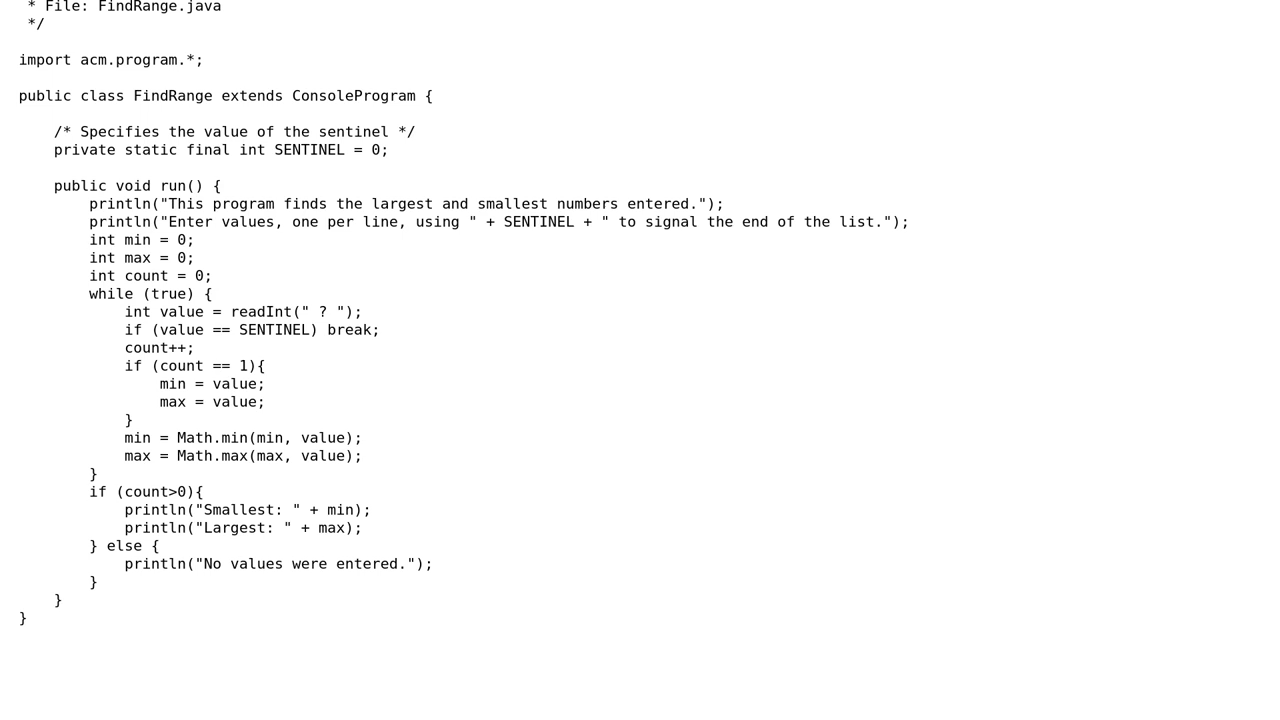 * File: FindRange.java
 */

import acm.program.*;

public class FindRange extends ConsoleProgram {

    /* Specifies the value of the sentinel */
    private static final int SENTINEL = 0;

    public void run() {
        println("This program finds the largest and smallest numbers entered.");
        println("Enter values, one per line, using " + SENTINEL + " to signal the end of the list.");
        int min = 0;
        int max = 0;
        int count = 0;
        while (true) {
            int value = readInt(" ? ");
            if (value == SENTINEL) break;
            count++;
            if (count == 1){
                min = value;
                max = value;
            }
            min = Math.min(min, value);
            max = Math.max(max, value);
        }
        if (count>0){
            println("Smallest: " + min);
            println("Largest: " + max);
        } else {
            println("No values were entered.");
        }
    }
}